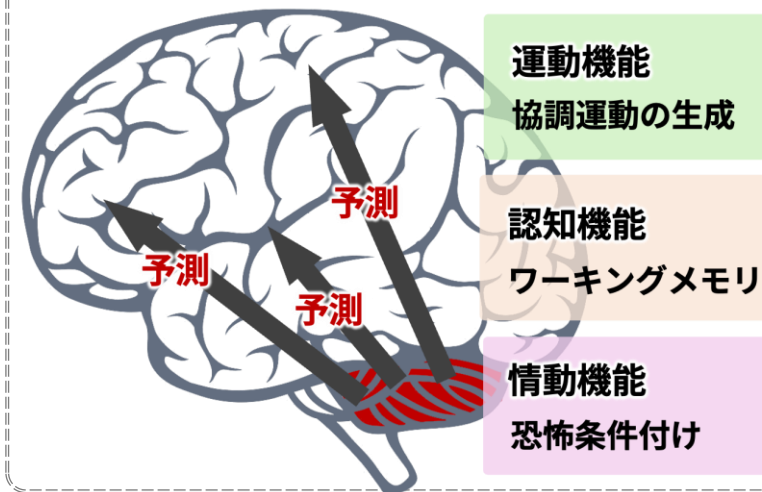 運動機能
協調運動の生成
予測
認知機能
ワーキングメモリ
予測
予測
情動機能
恐怖条件付け